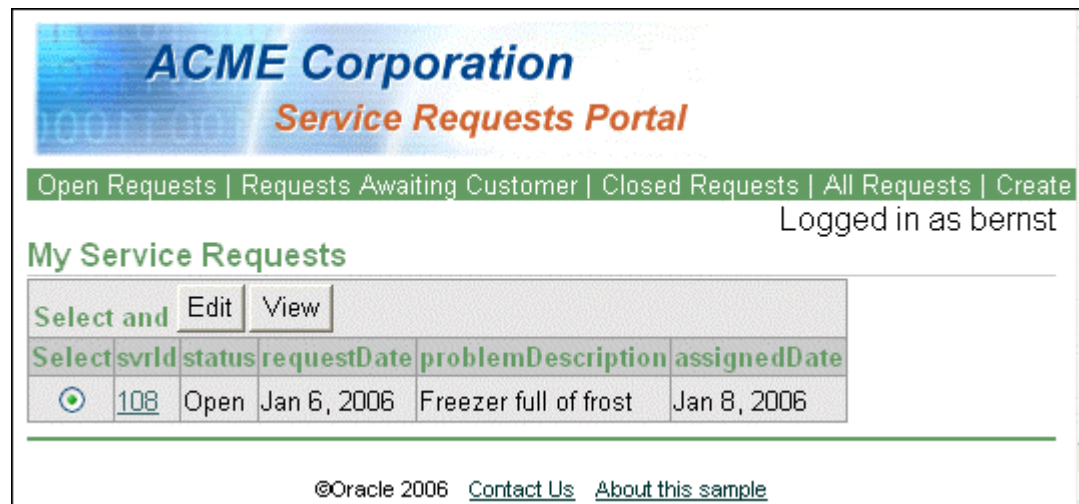 ACME Corporation
Service Requests Portal
Open Requests | Requests Awaiting Customer | Closed Requests | All Requests | Create
Logged in as bernst
My Service Requests
Select and Edit View
Select svrId status requestDate problemDescription assignedDate
108 Open Jan 6, 2006 Freezer full of frost Jan 8, 2006
©Oracle 2006 Contact Us About this sample